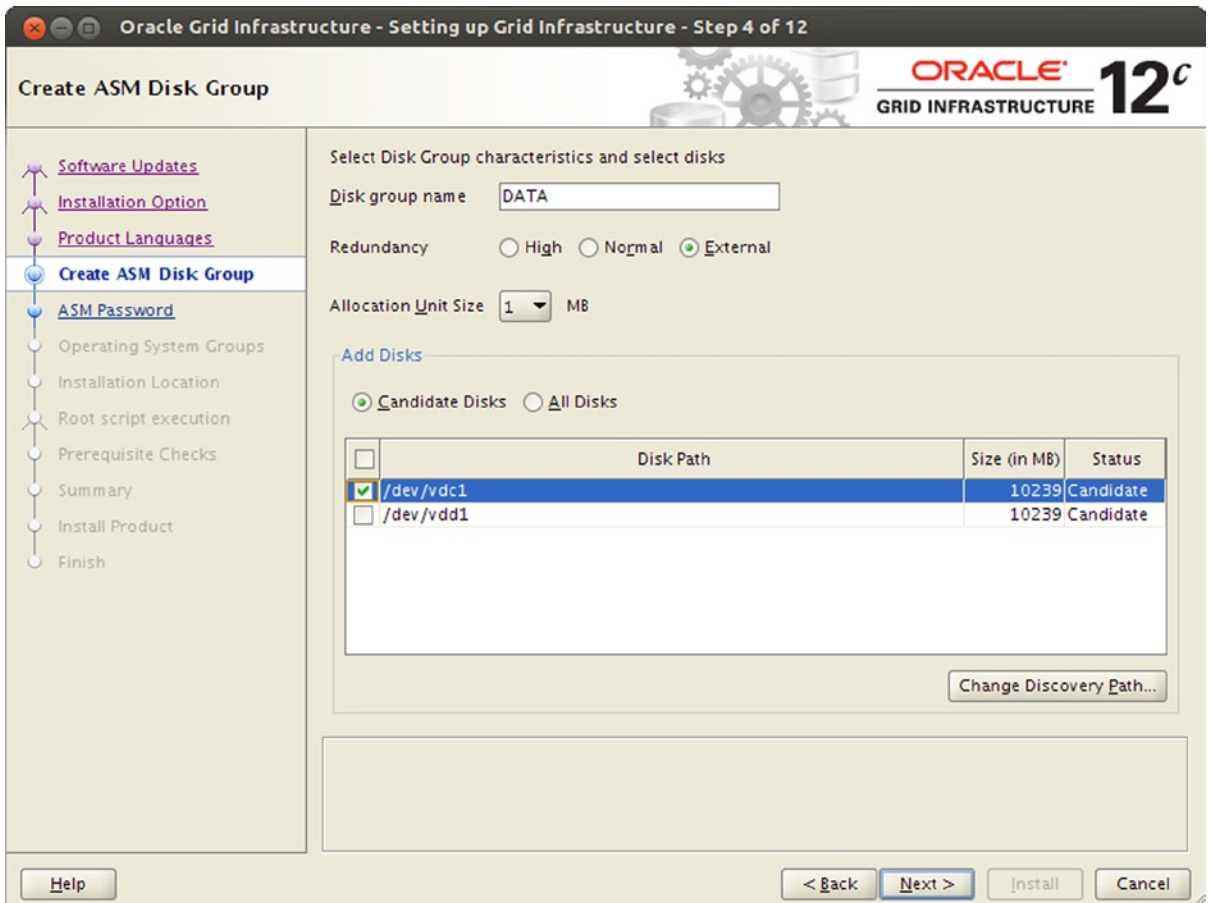 Oracle Grid Infrastructure - Setting up Grid Infrastructure - Step 4 of 12
Create ASM Disk Group
ORACLE
GRID INFRASTRUCTURE 12c
Software Updates
Installation Option
Product Languages
Create ASM Disk Group
ASM Password
Operating System Groups
Installation Location
Root script execution
Prerequisite Checks
Summary
Install Product
Finish
Select Disk Group characteristics and select disks
Disk group name DATA
Redundancy High Normal External
Allocation Unit Size 1 MB
Add Disks
Candidate Disks All Disks
Disk Path Size (in MB) Status
/dev/vdc1 10239 Candidate
/dev/vdd1 10239 Candidate
Change Discovery Path...
Help < Back Next > Install Cancel